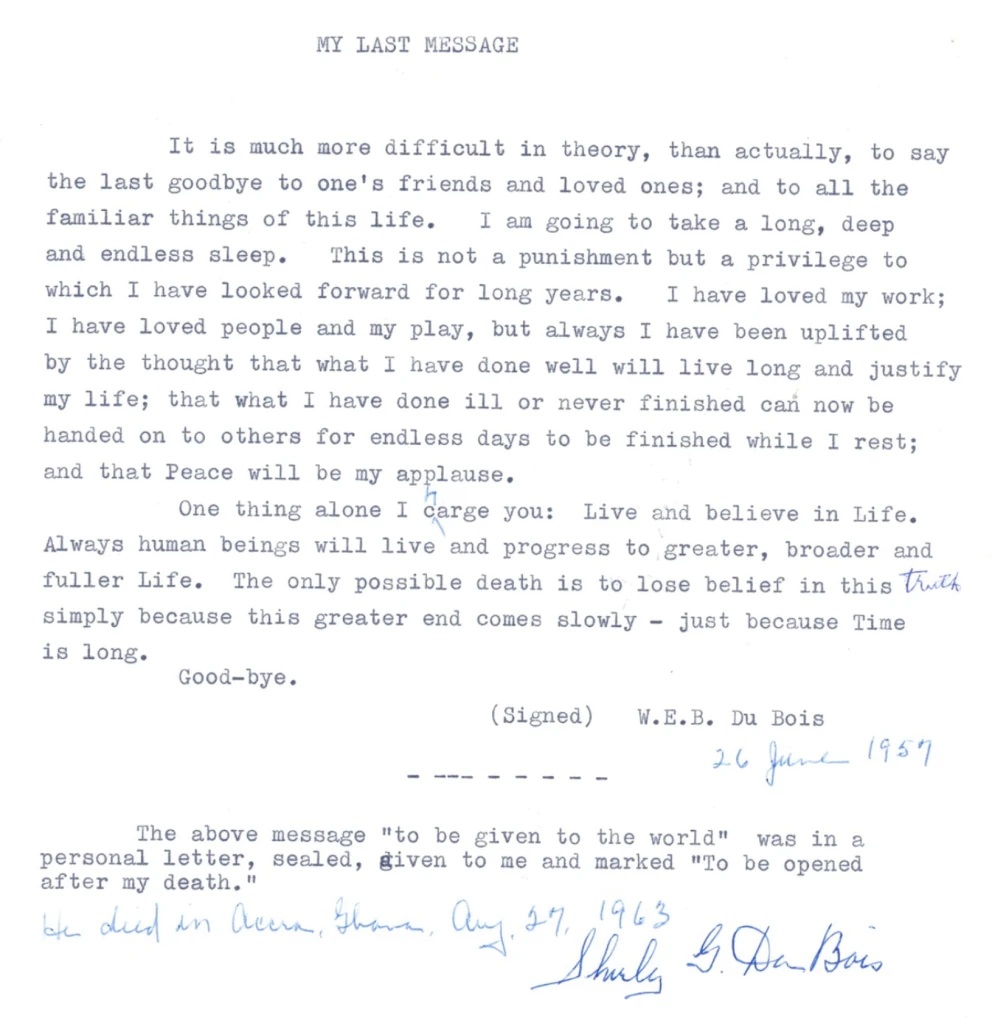 MY LAST MESSAGE
It is much more difficult in theory, than actually, to say
the last goodbye to one's friends and loved ones; and to all the
familiar things of this life. I am going to take a long, deep
and endless sleep. This is not a punishment but a privilege to
which I have looked forward for long years. I have loved my work;
I have loved people and my play, but always I have been uplifted
by the thought that what I have done well will live long and justify
my life; that what I have done ill or never finished can now be
handed on to others for endless days to be finished while I rest;
and that Peace will be my applause.
One thing alone I charge you: Live and believe in Life.
Always human beings will live and progress to greater, broader and
fuller Life. The only possible death is to lose belief in this truth
simply because this greater end comes slowly - just because Time
is long.
Good-bye.
(Signed) W.E.B. Du Bois
26 June 1957
- --- - - - - - -
The above message "to be given to the world" was in a
personal letter, sealed, given to me and marked "To be opened
after my death."
He died in Accra, Ghana, Aug. 27, 1963
Shirley G. Du Bois